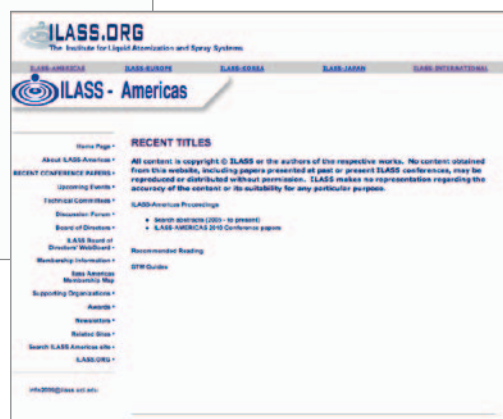 ILASS.ORG
The Institute for Liquid Atomization and Spray Systems
ILASS-AMERICAS ILASS-EUROPE ILASS-KOREA ILASS-JAPAN ILASS-INTERNATIONAL
ILASS - Americas
Home Page
About ILASS-Americas
RECENT CONFERENCE PAPERS
Upcoming Events
Technical Committees
Discussion Forum
Board of Directors
ILASS Board of
Directors' WebBoard
Membership Information
Ilass Americas
Membership Map
Supporting Organizations
Awards
Newsletters
Related Sites
Search ILASS Americas site
ILASS.ORG
RECENT TITLES
All content is copyright © ILASS or the authors of the respective works. No content obtained
from this website, including papers presented at past or present ILASS conferences, may be
reproduced or distributed without permission. ILASS makes no representation regarding the
accuracy of the content or its suitability for any particular purpose.
ILASS-Americas Proceedings
Search abstracts (2005 - to present)
ILASS-AMERICAS 2010 Conference papers
Recommended Reading
DTW Guides